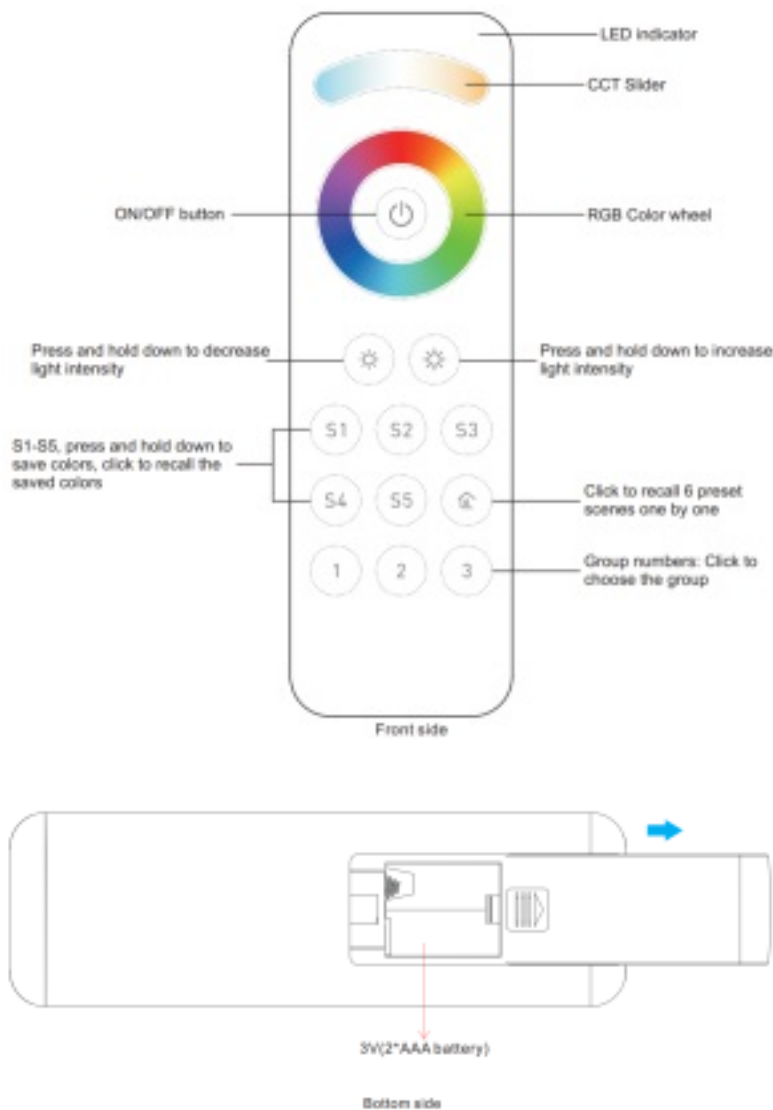 LED indicator
CCT Slider
ON/OFF button
RGB Color wheel
Press and hold down to decrease
light intensity
Press and hold down to increase
light intensity
S1 S2 S3
S1-S5, press and hold down to
save colors, click to recall the
saved colors
S4 S5
Click to recall 6 preset
scenes one by one
1 2 3
Group numbers: Click to
choose the group
Front side
3V(2*AAA battery)
Bottom side